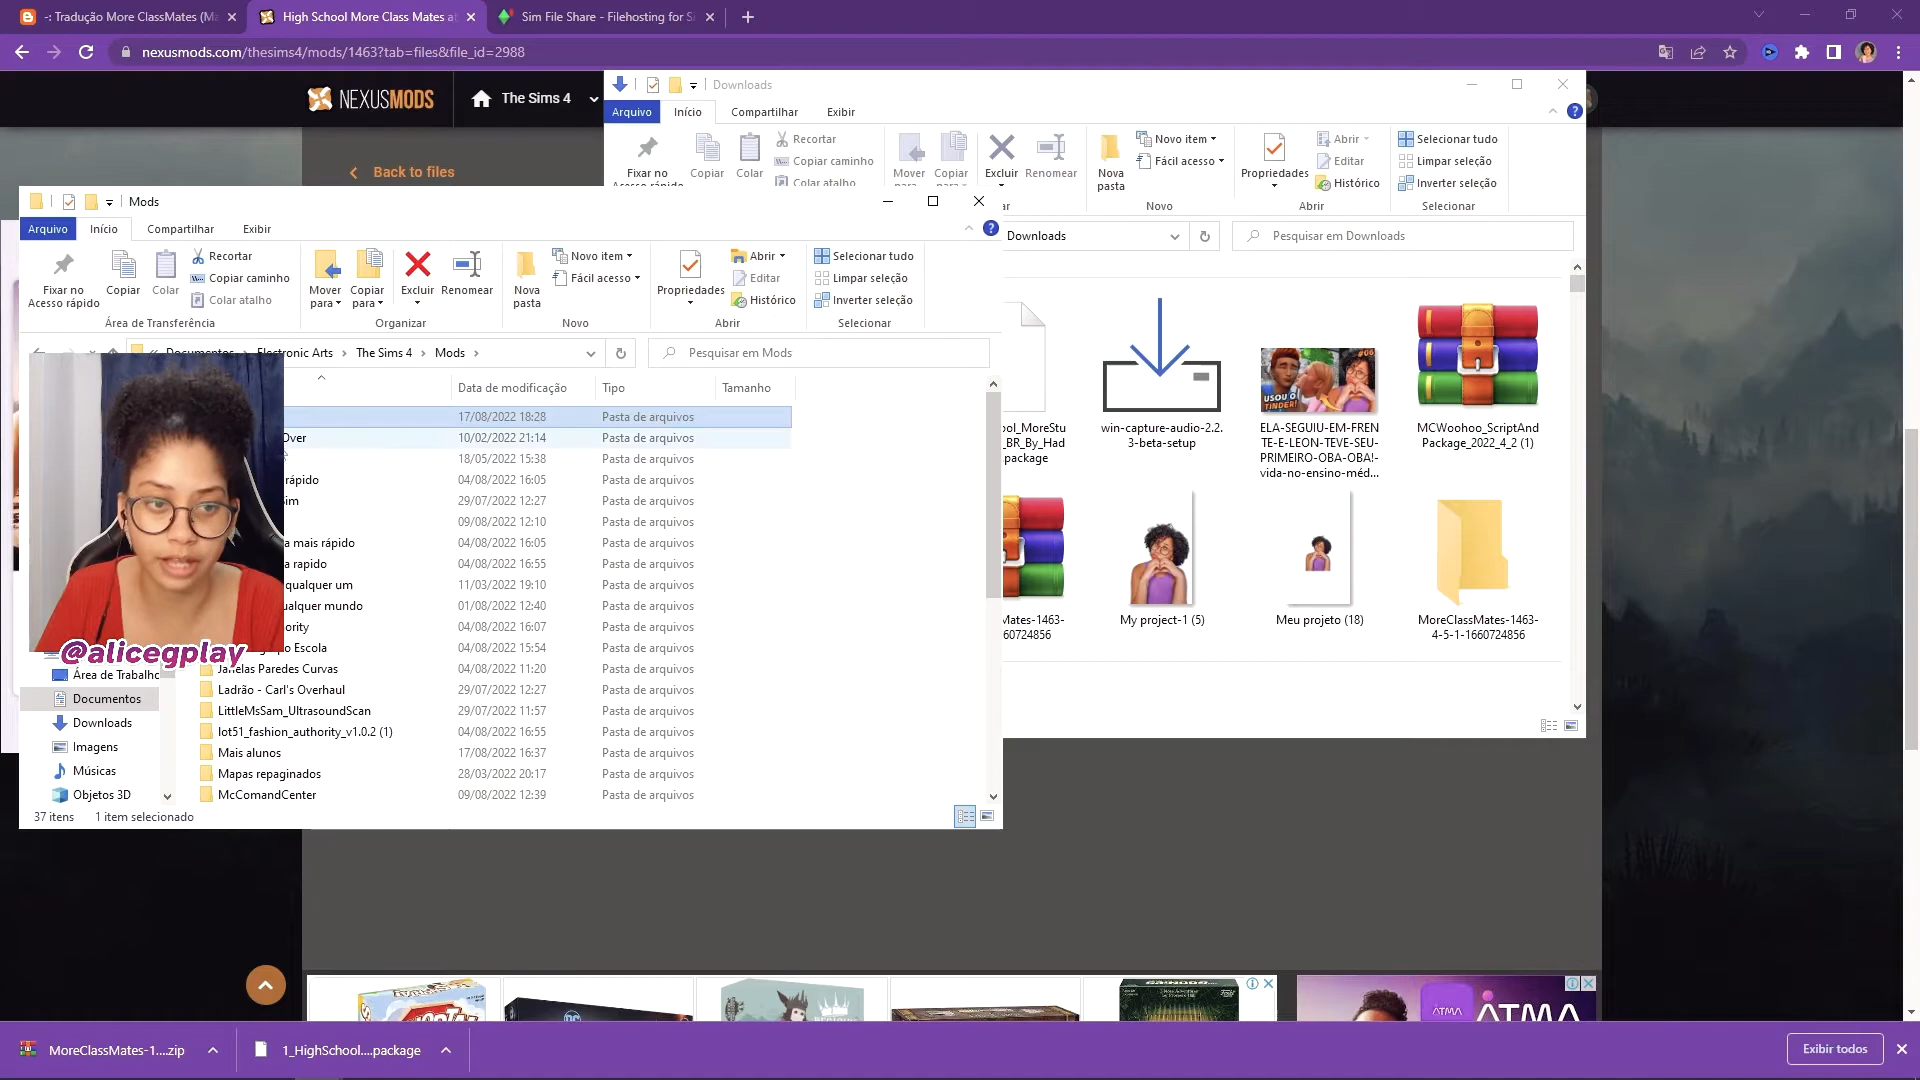 -: Tradução More ClassMates (Ma
High School More Class Mates at
Sim File Share - Filehosting for S
nexusmods.com/thesims4/mods/1463?tab=files&file_id=2988
NEXUSMODS
The Sims 4
Back to files
Downloads
Arquivo
Início
Compartilhar
Exibir
Fixar no
Copiar
Colar
Recortar
Copiar caminho
Colar atalho
Mover
Copiar
Excluir
Renomear
Nova
pasta
Novo item
Fácil acesso
Novo
Propriedades
Abrir
Editar
Histórico
Abrir
Selecionar tudo
Limpar seleção
Inverter seleção
Selecionar
Downloads
Pesquisar em Downloads
ool_MoreStu
_BR_By_Had
package
win-capture-audio-2.2.
3-beta-setup
#06
USOU O
TINDER!
ELA-SEGUIU-EM-FREN
TE-E-LEON-TEVE-SEU-
PRIMEIRO-OBA-OBA!-
vida-no-ensino-méd...
MCWoohoo_ScriptAnd
Package_2022_4_2 (1)
Mates-1463-
60724856
My project-1 (5)
Meu projeto (18)
MoreClassMates-1463-
4-5-1-1660724856
Mods
Arquivo
Início
Compartilhar
Exibir
Fixar no
Acesso rápido
Copiar
Colar
Recortar
Copiar caminho
Colar atalho
Área de Transferência
Mover
para
Copiar
para
Excluir
Renomear
Organizar
Nova
pasta
Novo item
Fácil acesso
Novo
Propriedades
Abrir
Editar
Histórico
Abrir
Selecionar tudo
Limpar seleção
Inverter seleção
Selecionar
Documentos
Electronic Arts
The Sims 4
Mods
Pesquisar em Mods
Data de modificação
Tipo
Tamanho
17/08/2022 18:28 Pasta de arquivos
Over 10/02/2022 21:14 Pasta de arquivos
18/05/2022 15:38 Pasta de arquivos
rápido 04/08/2022 16:05 Pasta de arquivos
im 29/07/2022 12:27 Pasta de arquivos
09/08/2022 12:10 Pasta de arquivos
a mais rápido 04/08/2022 16:05 Pasta de arquivos
a rapido 04/08/2022 16:55 Pasta de arquivos
qualquer um 11/03/2022 19:10 Pasta de arquivos
ualquer mundo 01/08/2022 12:40 Pasta de arquivos
ority 04/08/2022 16:07 Pasta de arquivos
Escola 04/08/2022 15:54 Pasta de arquivos
Janelas Paredes Curvas 04/08/2022 11:20 Pasta de arquivos
Ladrão - Carl's Overhaul 29/07/2022 12:27 Pasta de arquivos
LittleMsSam_UltrasoundScan 29/07/2022 11:57 Pasta de arquivos
lot51_fashion_authority_v1.0.2 (1) 04/08/2022 16:55 Pasta de arquivos
Mais alunos 17/08/2022 16:37 Pasta de arquivos
Mapas repaginados 28/03/2022 20:17 Pasta de arquivos
McComandCenter 09/08/2022 12:39 Pasta de arquivos
@alicegplay
Área de Trabalho
Documentos
Downloads
Imagens
Músicas
Objetos 3D
37 itens
1 item selecionado
ATMA
ATMA
MoreClassMates-1....zip
1_HighSchool....package
Exibir todos